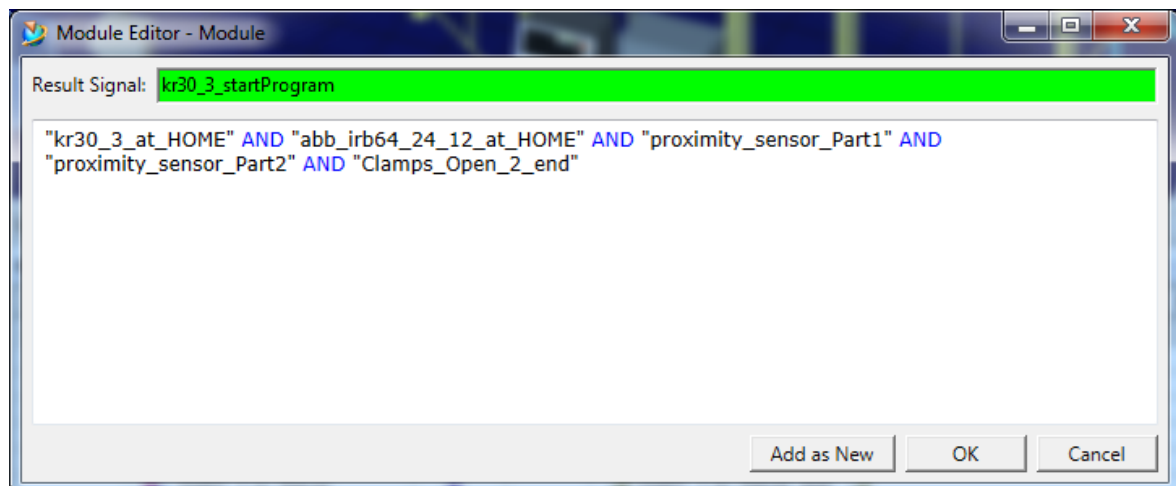 Module Editor - Module
Result Signal: kr30_3_startProgram
"kr30_3_at_HOME" AND "abb_irb64_24_12_at_HOME" AND "proximity_sensor_Part1" AND
"proximity_sensor_Part2" AND "Clamps_Open_2_end"
Add as New OK Cancel